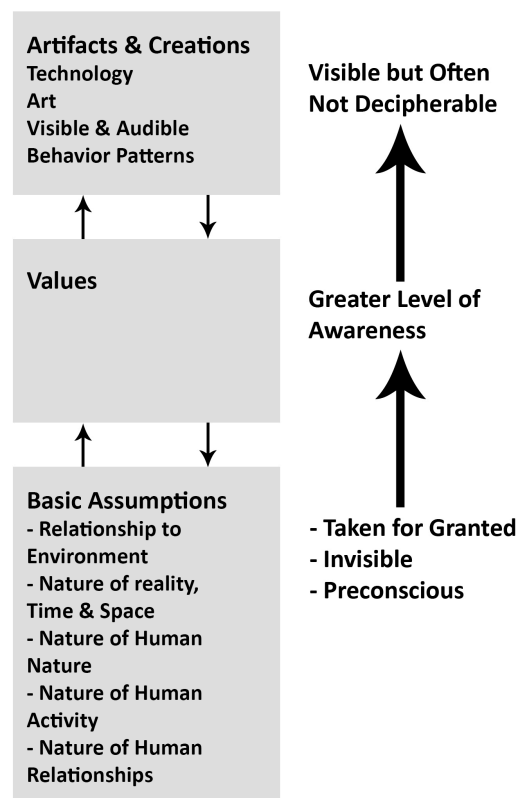 Artifacts & Creations
Technology
Art
Visible & Audible
Behavior Patterns
Visible but Often
Not Decipherable
Values
Greater Level of
Awareness
Basic Assumptions
- Relationship to
Environment
- Nature of reality,
Time & Space
- Nature of Human
Nature
- Nature of Human
Activity
- Nature of Human
Relationships
- Taken for Granted
- Invisible
- Preconscious